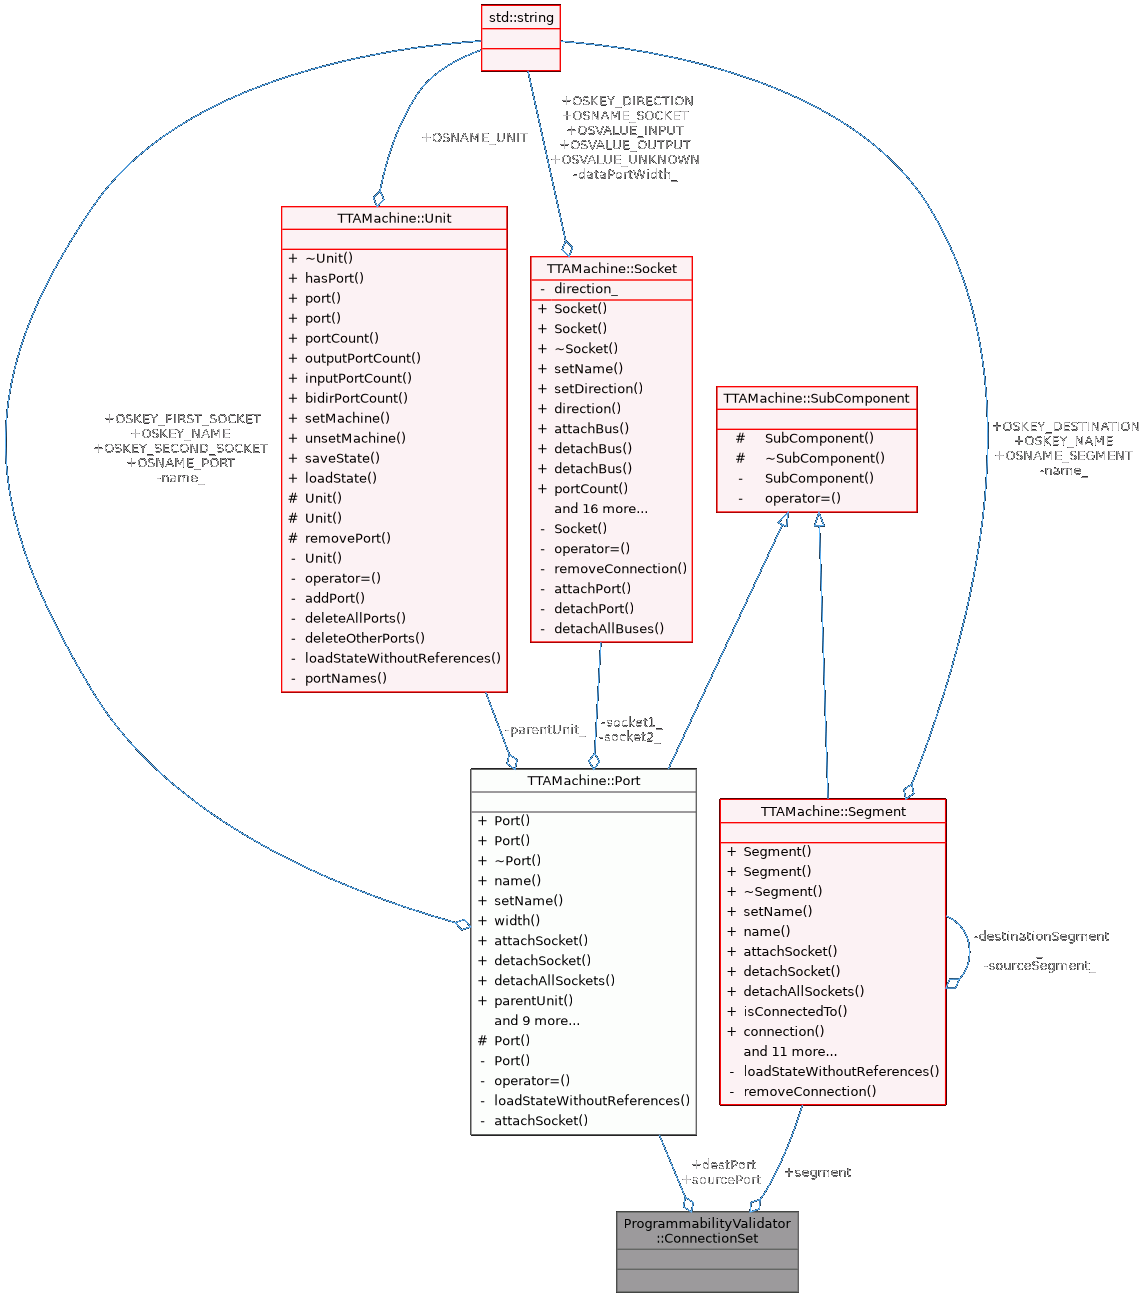 std::string
+OSNAME_UNIT
+OSKEY_DIRECTION
+OSNAME_SOCKET
+OSVALUE_INPUT
+OSVALUE_OUTPUT
+OSVALUE_UNKNOWN
-dataPortWidth_
TTAMachine::Unit
+ ~Unit()
+ hasPort()
+ port()
+ port()
+ portCount()
+ outputPortCount()
+ inputPortCount()
+ bidirPortCount()
+ setMachine()
+ unsetMachine()
+ saveState()
+ loadState()
# Unit()
# Unit()
# removePort()
- Unit()
- operator=()
- addPort()
- deleteAllPorts()
- deleteOtherPorts()
- loadStateWithoutReferences()
- portNames()
TTAMachine::Socket
- direction_
+ Socket()
+ Socket()
+ ~Socket()
+ setName()
+ setDirection()
+ direction()
+ attachBus()
+ detachBus()
+ detachBus()
+ portCount()
and 16 more...
- Socket()
- operator=()
- removeConnection()
- attachPort()
- detachPort()
- detachAllBuses()
TTAMachine::SubComponent
# SubComponent()
# ~SubComponent()
- SubComponent()
- operator=()
+OSKEY_FIRST_SOCKET
+OSKEY_NAME
+OSKEY_SECOND_SOCKET
+OSNAME_PORT
-name_
+OSKEY_DESTINATION
+OSKEY_NAME
+OSNAME_SEGMENT
-name_
-parentUnit_
-socket1_
-socket2_
TTAMachine::Port
+ Port()
+ Port()
+ ~Port()
+ name()
+ setName()
+ width()
+ attachSocket()
+ detachSocket()
+ detachAllSockets()
+ parentUnit()
and 9 more...
# Port()
- Port()
- operator=()
- loadStateWithoutReferences()
- attachSocket()
TTAMachine::Segment
+ Segment()
+ Segment()
+ ~Segment()
+ setName()
+ name()
+ attachSocket()
+ detachSocket()
+ detachAllSockets()
+ isConnectedTo()
+ connection()
and 11 more...
- loadStateWithoutReferences()
- removeConnection()
-destinationSegment
_
-sourceSegment_
+destPort
+sourcePort
+segment
ProgrammabilityValidator
::ConnectionSet